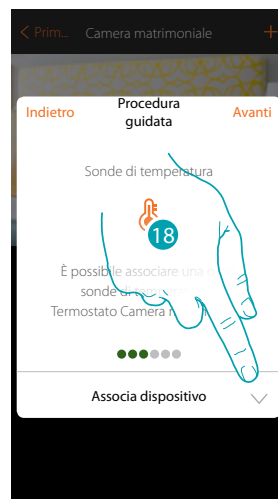 < Prim... Camera matrimoniale +
Indietro Procedura guidata Avanti
Sonde di temperatura
18
È possibile associare una o
sonde di
Termostato Camera
Associa dispositivo